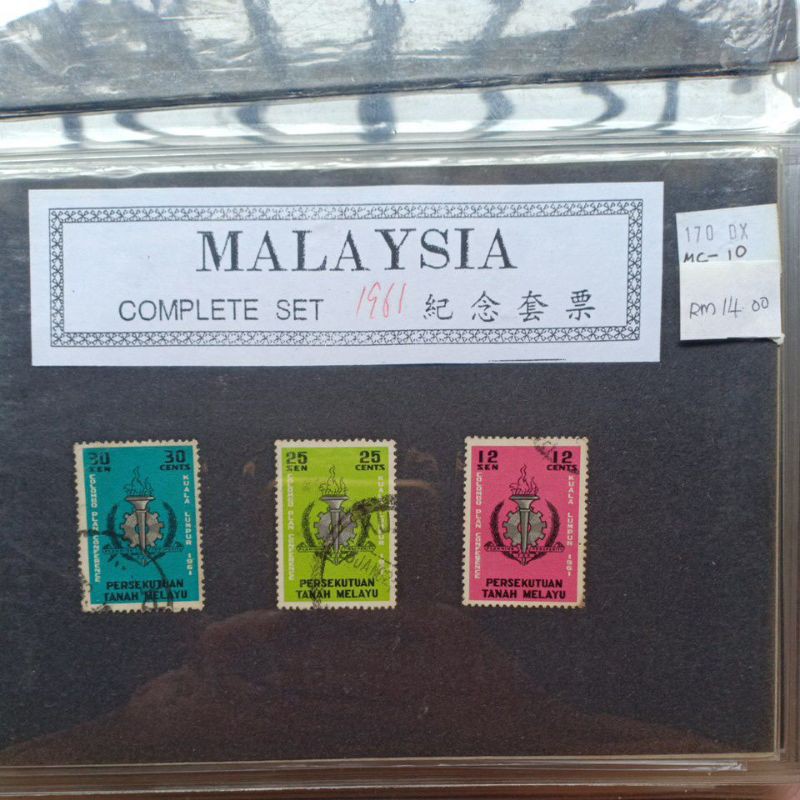 MALAYSIA
COMPLETE SET 1961 紀念套票
170 DX
MC-10
RM 14.00
30 30
SEN CENTS
COLOMBO PLAN CONFERENCE
KUALA LUMPUR 1961
PERSEKUTUAN
TANAH MELAYU
25 25
SEN CENTS
COLOMBO PLAN CONFERENCE
KUALA LUMPUR 1961
PERSEKUTUAN
TANAH MELAYU
12 12
SEN CENTS
COLOMBO PLAN CONFERENCE
KUALA LUMPUR 1961
PERSEKUTUAN
TANAH MELAYU